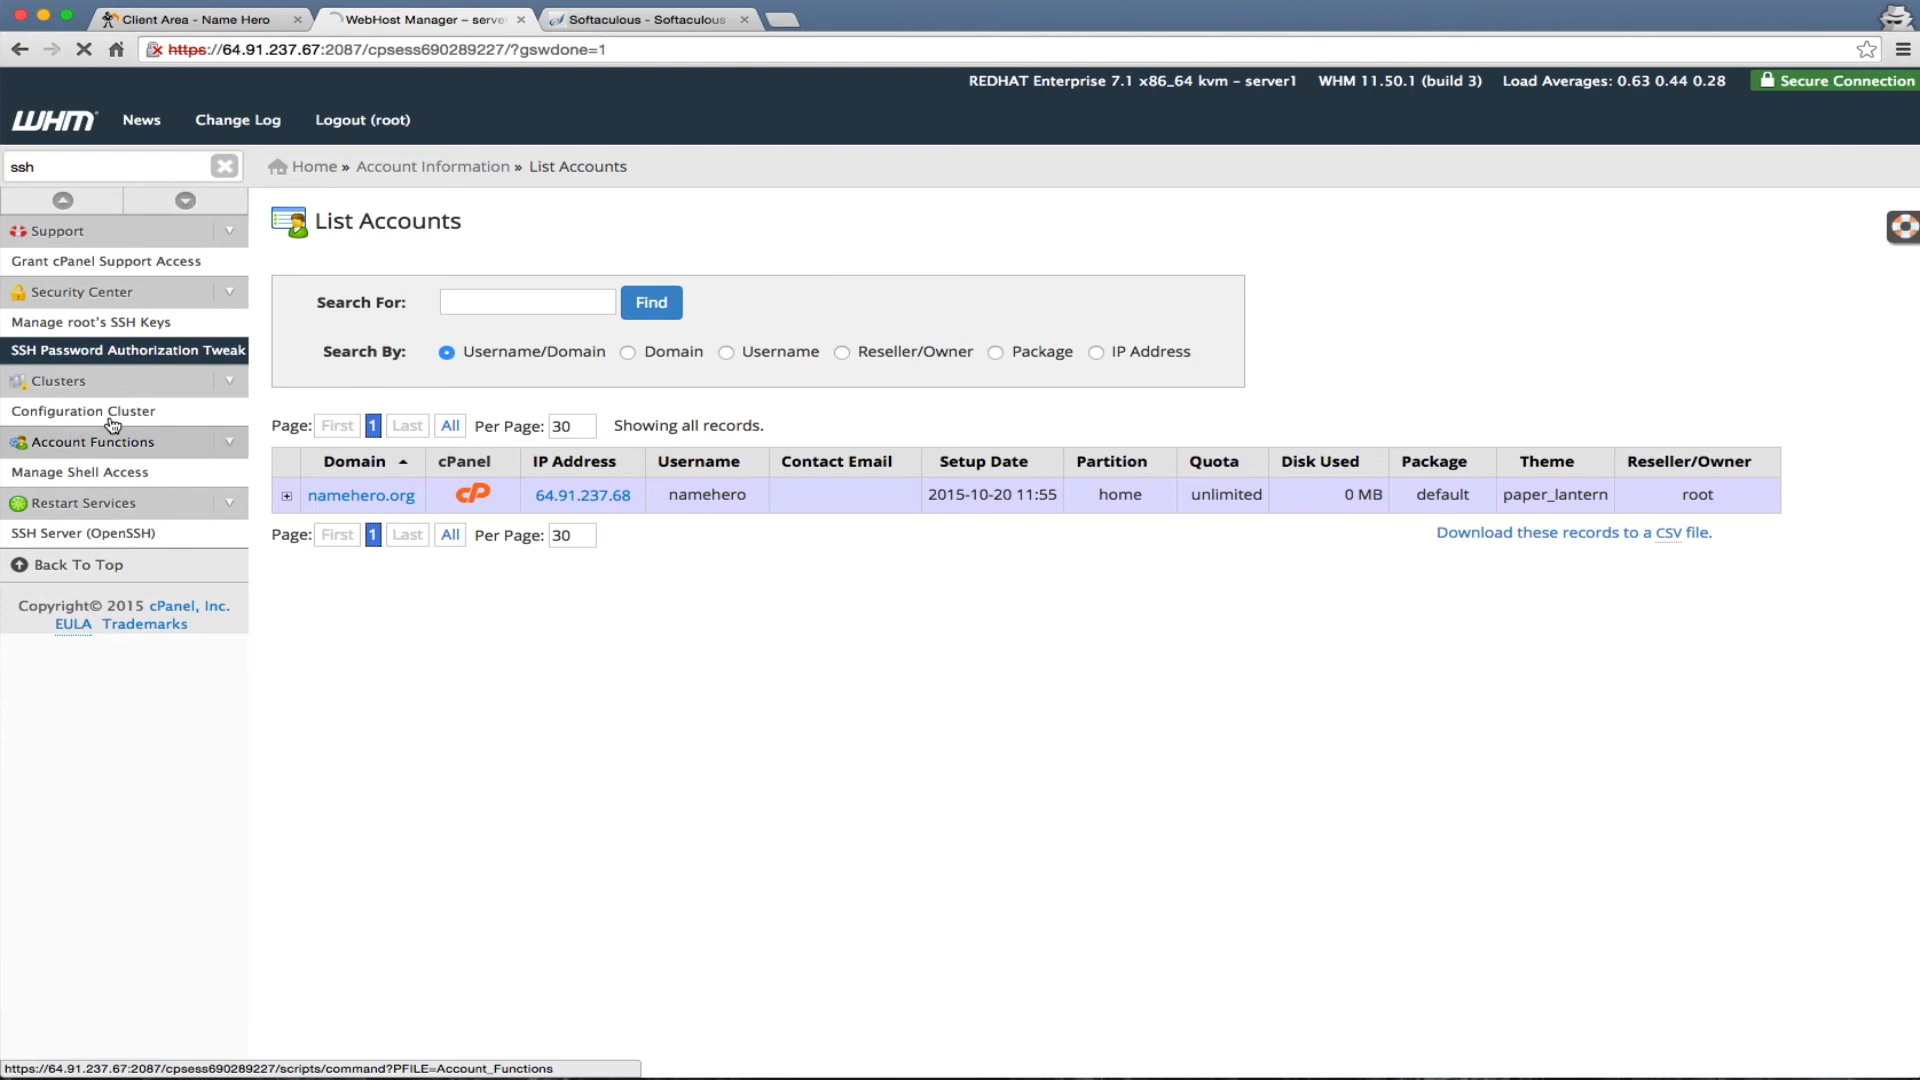 Client Area - Name Hero
WebHost Manager – serve
Softaculous - Softaculous
https://64.91.237.67:2087/cpsess690289227/?gswdone=1
REDHAT Enterprise 7.1 x86_64 kvm – server1 WHM 11.50.1 (build 3) Load Averages: 0.63 0.44 0.28 Secure Connection
WHM News Change Log Logout (root)
ssh
Home » Account Information » List Accounts
Support
Grant cPanel Support Access
Security Center
Manage root's SSH Keys
SSH Password Authorization Tweak
Clusters
Configuration Cluster
Account Functions
Manage Shell Access
Restart Services
SSH Server (OpenSSH)
Back To Top
Copyright© 2015 cPanel, Inc.
EULA Trademarks
List Accounts
Search For: Find
Search By: Username/Domain Domain Username Reseller/Owner Package IP Address
Page: First 1 Last All Per Page: 30 Showing all records.
Domain cPanel IP Address Username Contact Email Setup Date Partition Quota Disk Used Package Theme Reseller/Owner
namehero.org cP 64.91.237.68 namehero 2015-10-20 11:55 home unlimited 0 MB default paper_lantern root
Page: First 1 Last All Per Page: 30
Download these records to a CSV file.
https://64.91.237.67:2087/cpsess690289227/scripts/command?PFILE=Account_Functions